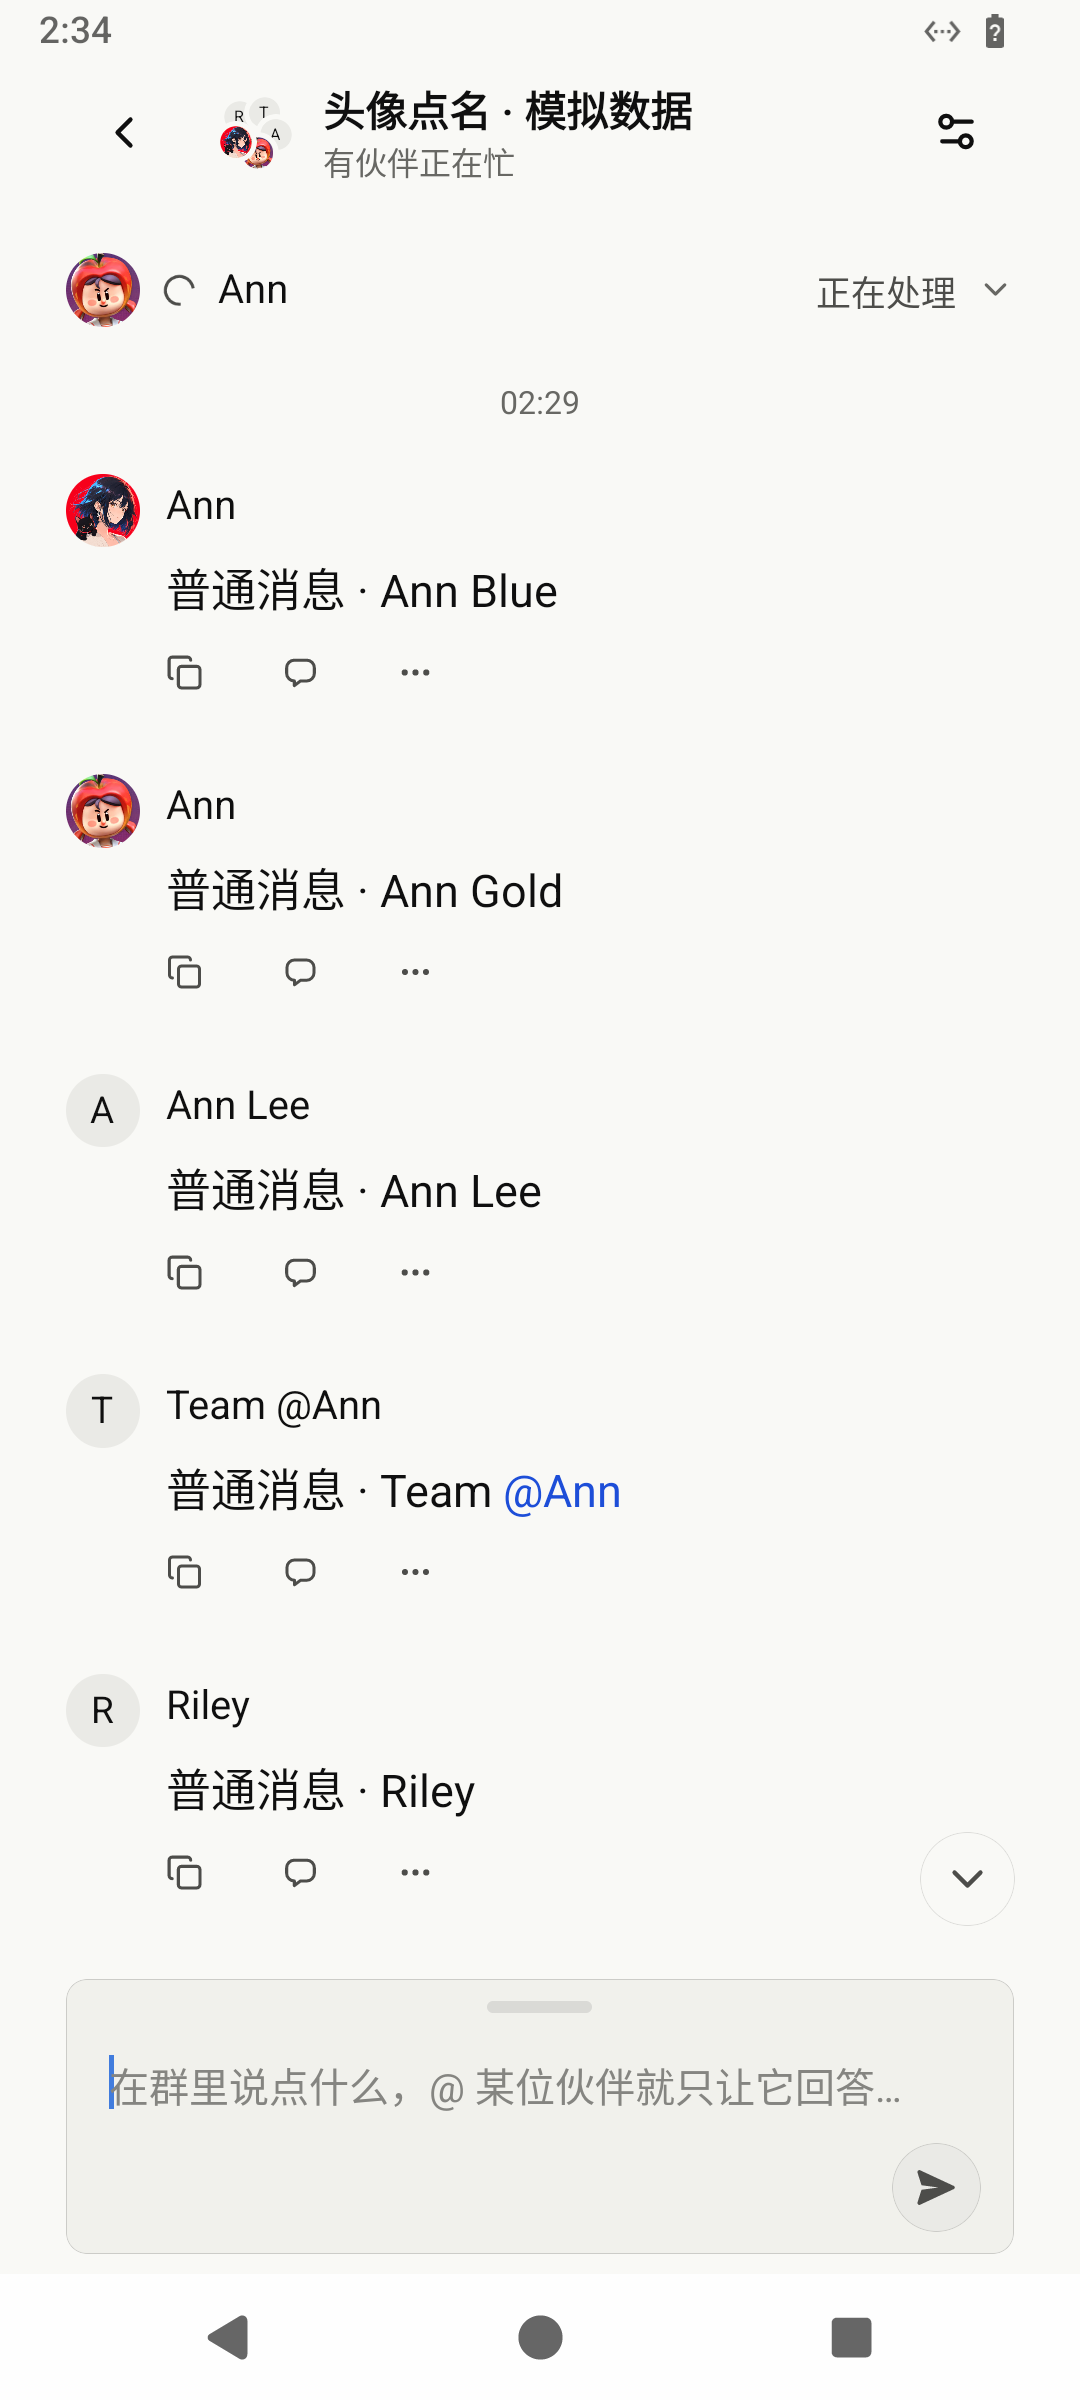 2:34
R T A
头像点名 · 模拟数据
有伙伴正在忙
Ann 正在处理
02:29
Ann
普通消息 · Ann Blue
Ann
普通消息 · Ann Gold
A Ann Lee
普通消息 · Ann Lee
T Team @Ann
普通消息 · Team @Ann
R Riley
普通消息 · Riley
在群里说点什么，@ 某位伙伴就只让它回答...